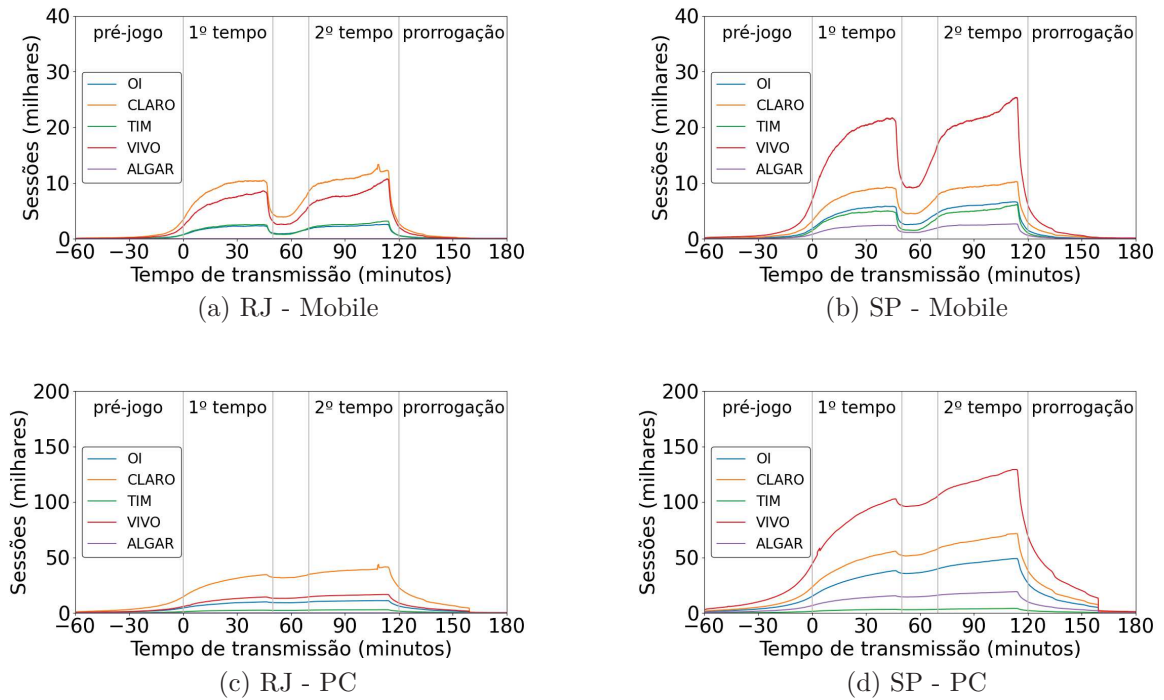 40
30
20
10
0
Sessões (milhares)
pré-jogo 1º tempo 2º tempo prorrogação
OI
CLARO
TIM
VIVO
ALGAR
−60 −30 0 30 60 90 120 150 180
Tempo de transmissão (minutos)
(a) RJ - Mobile
40
30
20
10
0
Sessões (milhares)
pré-jogo 1º tempo 2º tempo prorrogação
OI
CLARO
TIM
VIVO
ALGAR
−60 −30 0 30 60 90 120 150 180
Tempo de transmissão (minutos)
(b) SP - Mobile
200
150
100
50
0
Sessões (milhares)
pré-jogo 1º tempo 2º tempo prorrogação
OI
CLARO
TIM
VIVO
ALGAR
−60 −30 0 30 60 90 120 150 180
Tempo de transmissão (minutos)
(c) RJ - PC
200
150
100
50
0
Sessões (milhares)
pré-jogo 1º tempo 2º tempo prorrogação
OI
CLARO
TIM
VIVO
ALGAR
−60 −30 0 30 60 90 120 150 180
Tempo de transmissão (minutos)
(d) SP - PC